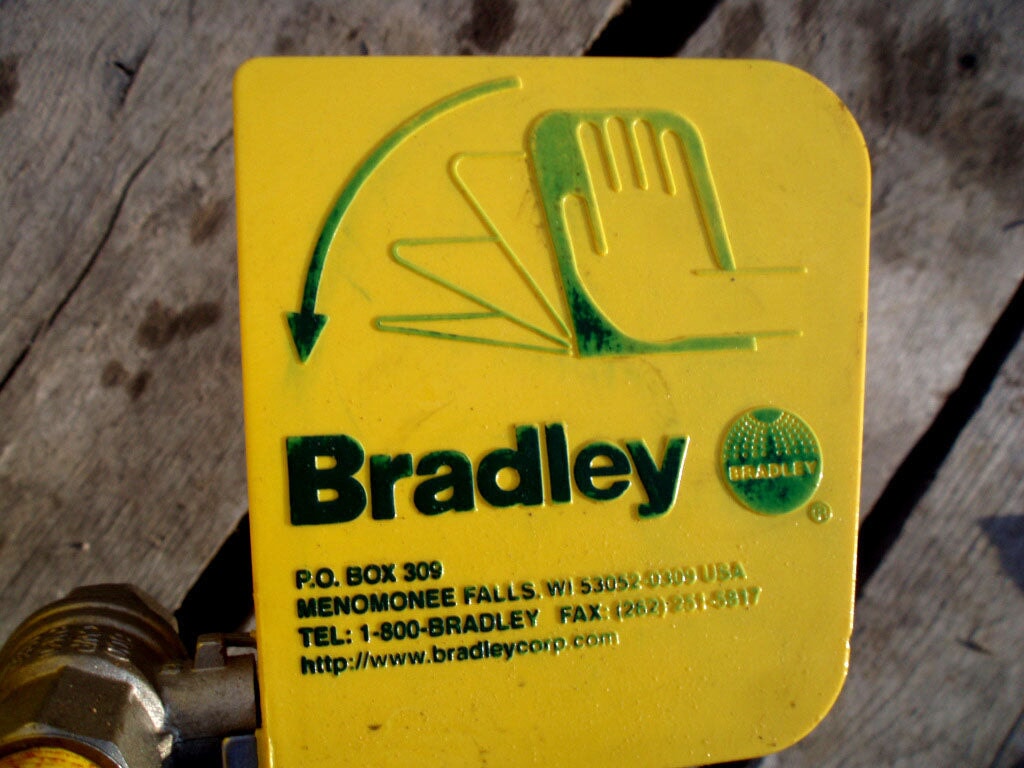 Bradley
BRADLEY
®
P.O. BOX 309
MENOMONEE FALLS, WI 53052-0309 USA
TEL: 1-800-BRADLEY FAX: (262) 251-5817
http://www.bradleycorp.com